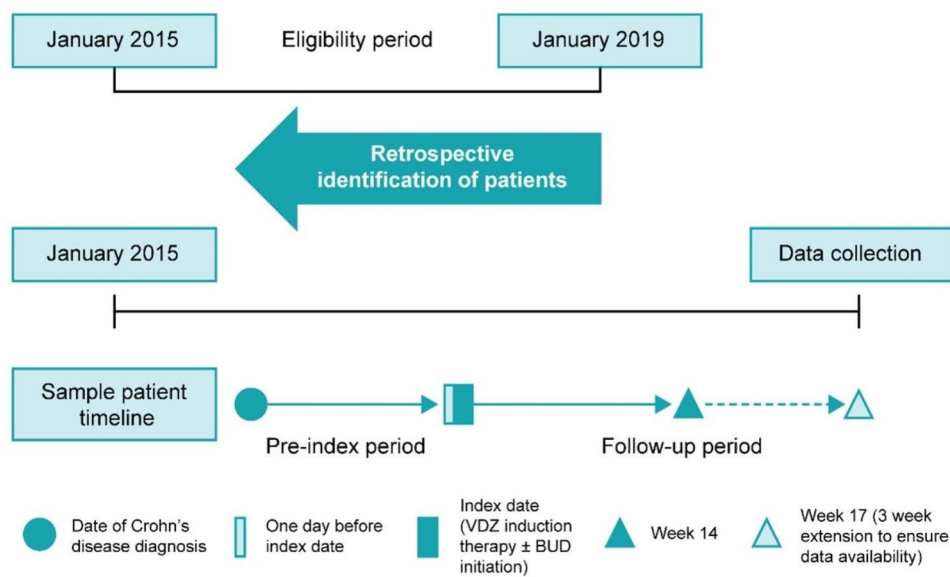 January 2015
Eligibility period
January 2019
Retrospective
identification of patients
January 2015
Data collection
Sample patient
timeline
Pre-index period
Follow-up period
Date of Crohn's
disease diagnosis
One day before
index date
Index date
(VDZ induction
therapy ± BUD
initiation)
Week 14
Week 17 (3 week
extension to ensure
data availability)